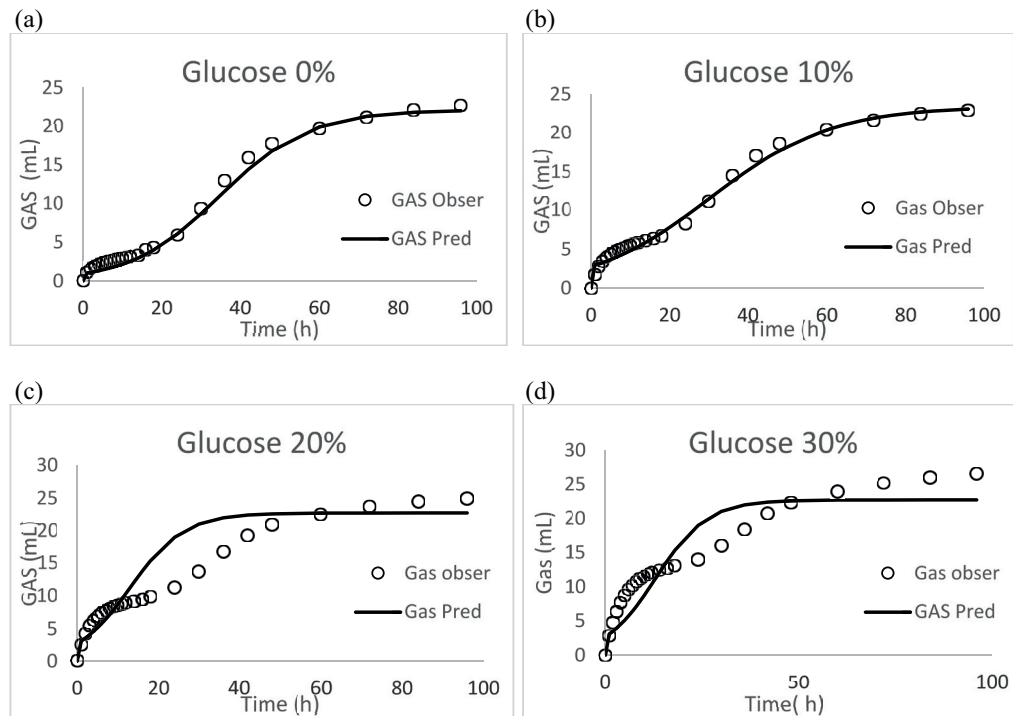 (a)
Glucose 0%
25
20
15
10
5
0
GAS (mL)
GAS Obser
GAS Pred
0 20 40 60 80 100
Time (h)
(b)
Glucose 10%
25
20
15
10
5
0
GAS (mL)
Gas Obser
Gas Pred
0 20 40 60 80 100
Time (h)
(c)
Glucose 20%
30
25
20
15
10
5
0
GAS (mL)
Gas obser
Gas Pred
0 20 40 60 80 100
Time (h)
(d)
Glucose 30%
30
25
20
15
10
5
0
Gas (mL)
Gas obser
GAS Pred
0 50 100
Time( h)